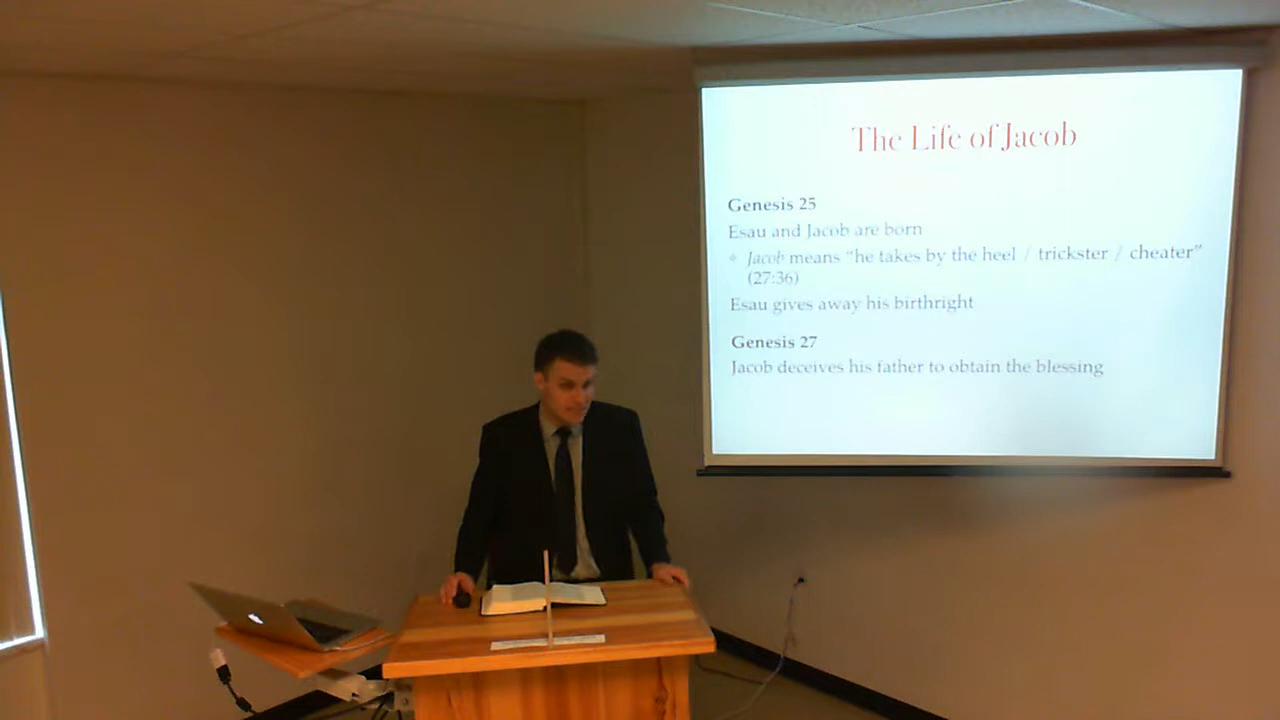 The Life of Jacob
Genesis 25
Esau and Jacob are born
Jacob means “he takes by the heel / trickster / cheater”
(27:36)
Esau gives away his birthright
Genesis 27
Jacob deceives his father to obtain the blessing